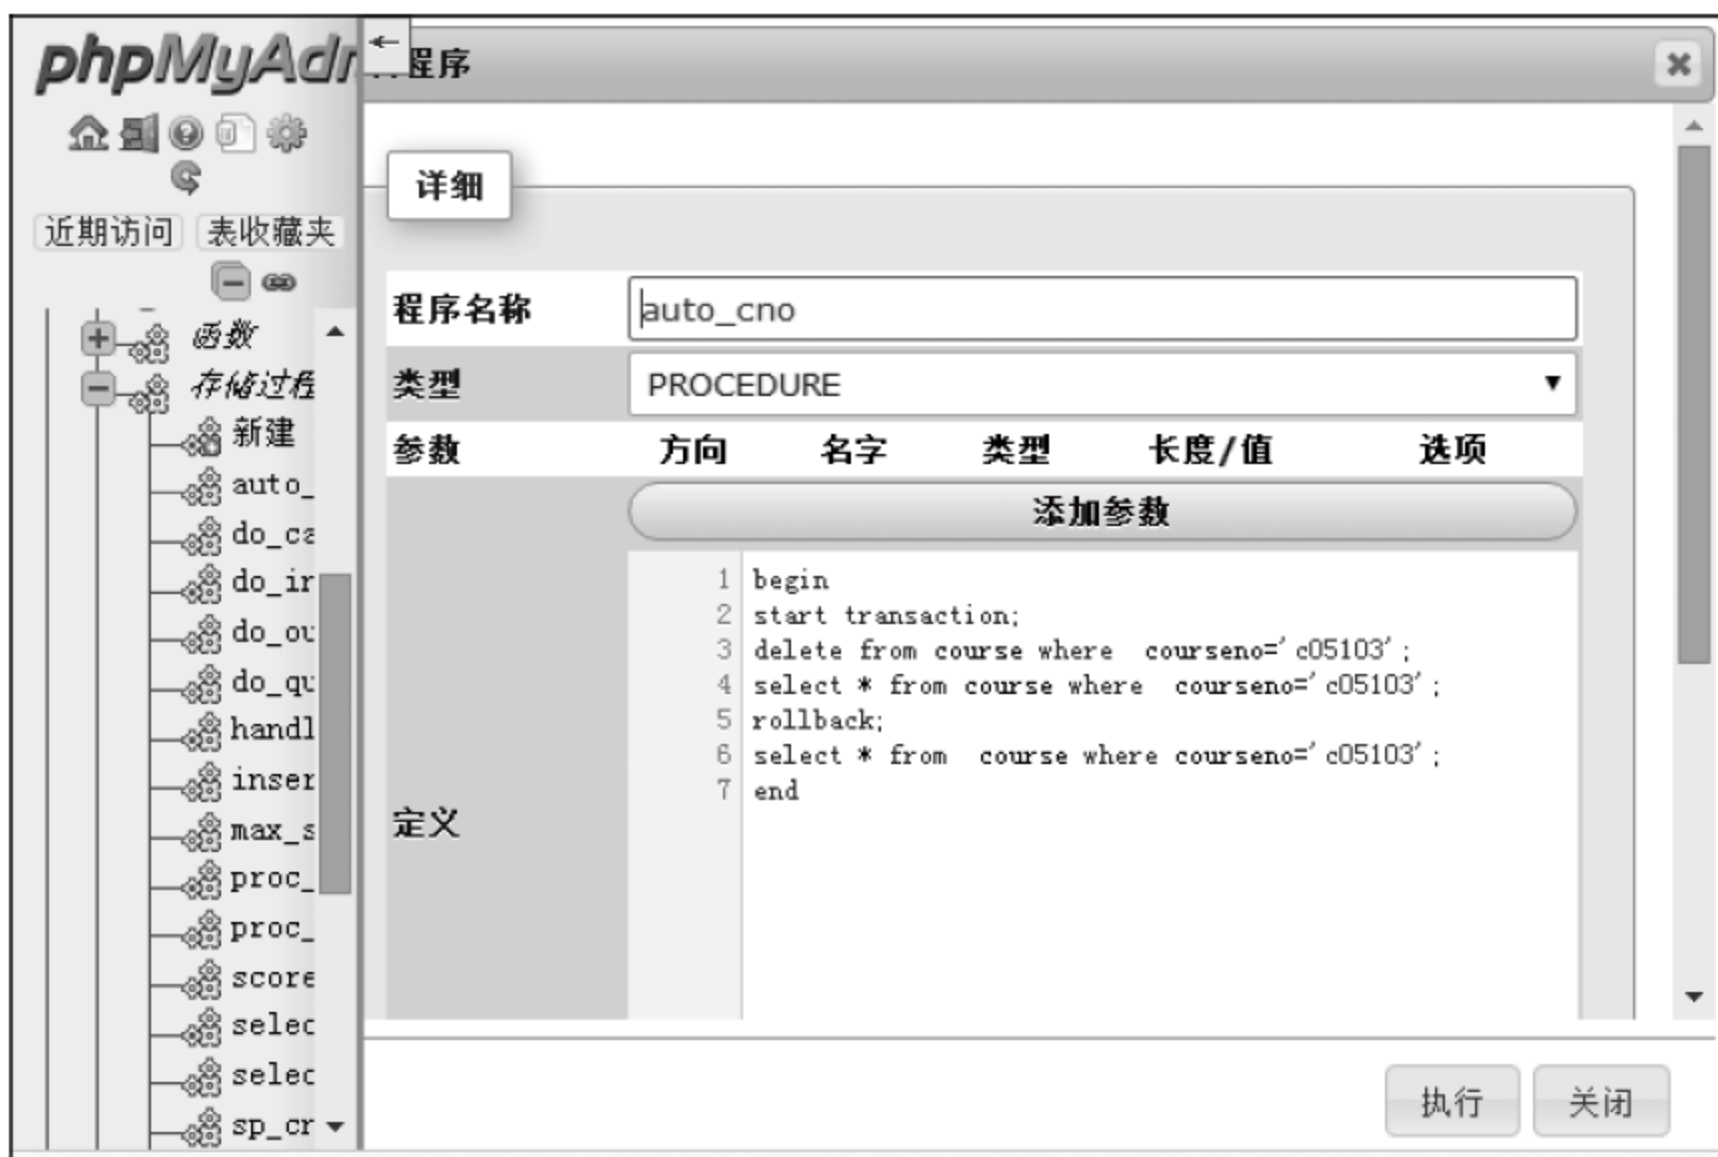 phpMyAdm
近期访问 表收藏夹
函数
存储过程
新建
auto_
do_ca
do_in
do_ou
do_qu
handl
inser
max_s
proc_
proc_
score
selec
selec
sp_cr
程序
详细
程序名称 auto_cno
类型 PROCEDURE
参数 方向 名字 类型 长度/值 选项
添加参数
定义
1 begin
2 start transaction;
3 delete from course where  courseno='c05103';
4 select * from course where  courseno='c05103';
5 rollback;
6 select * from  course where courseno='c05103';
7 end
执行 关闭